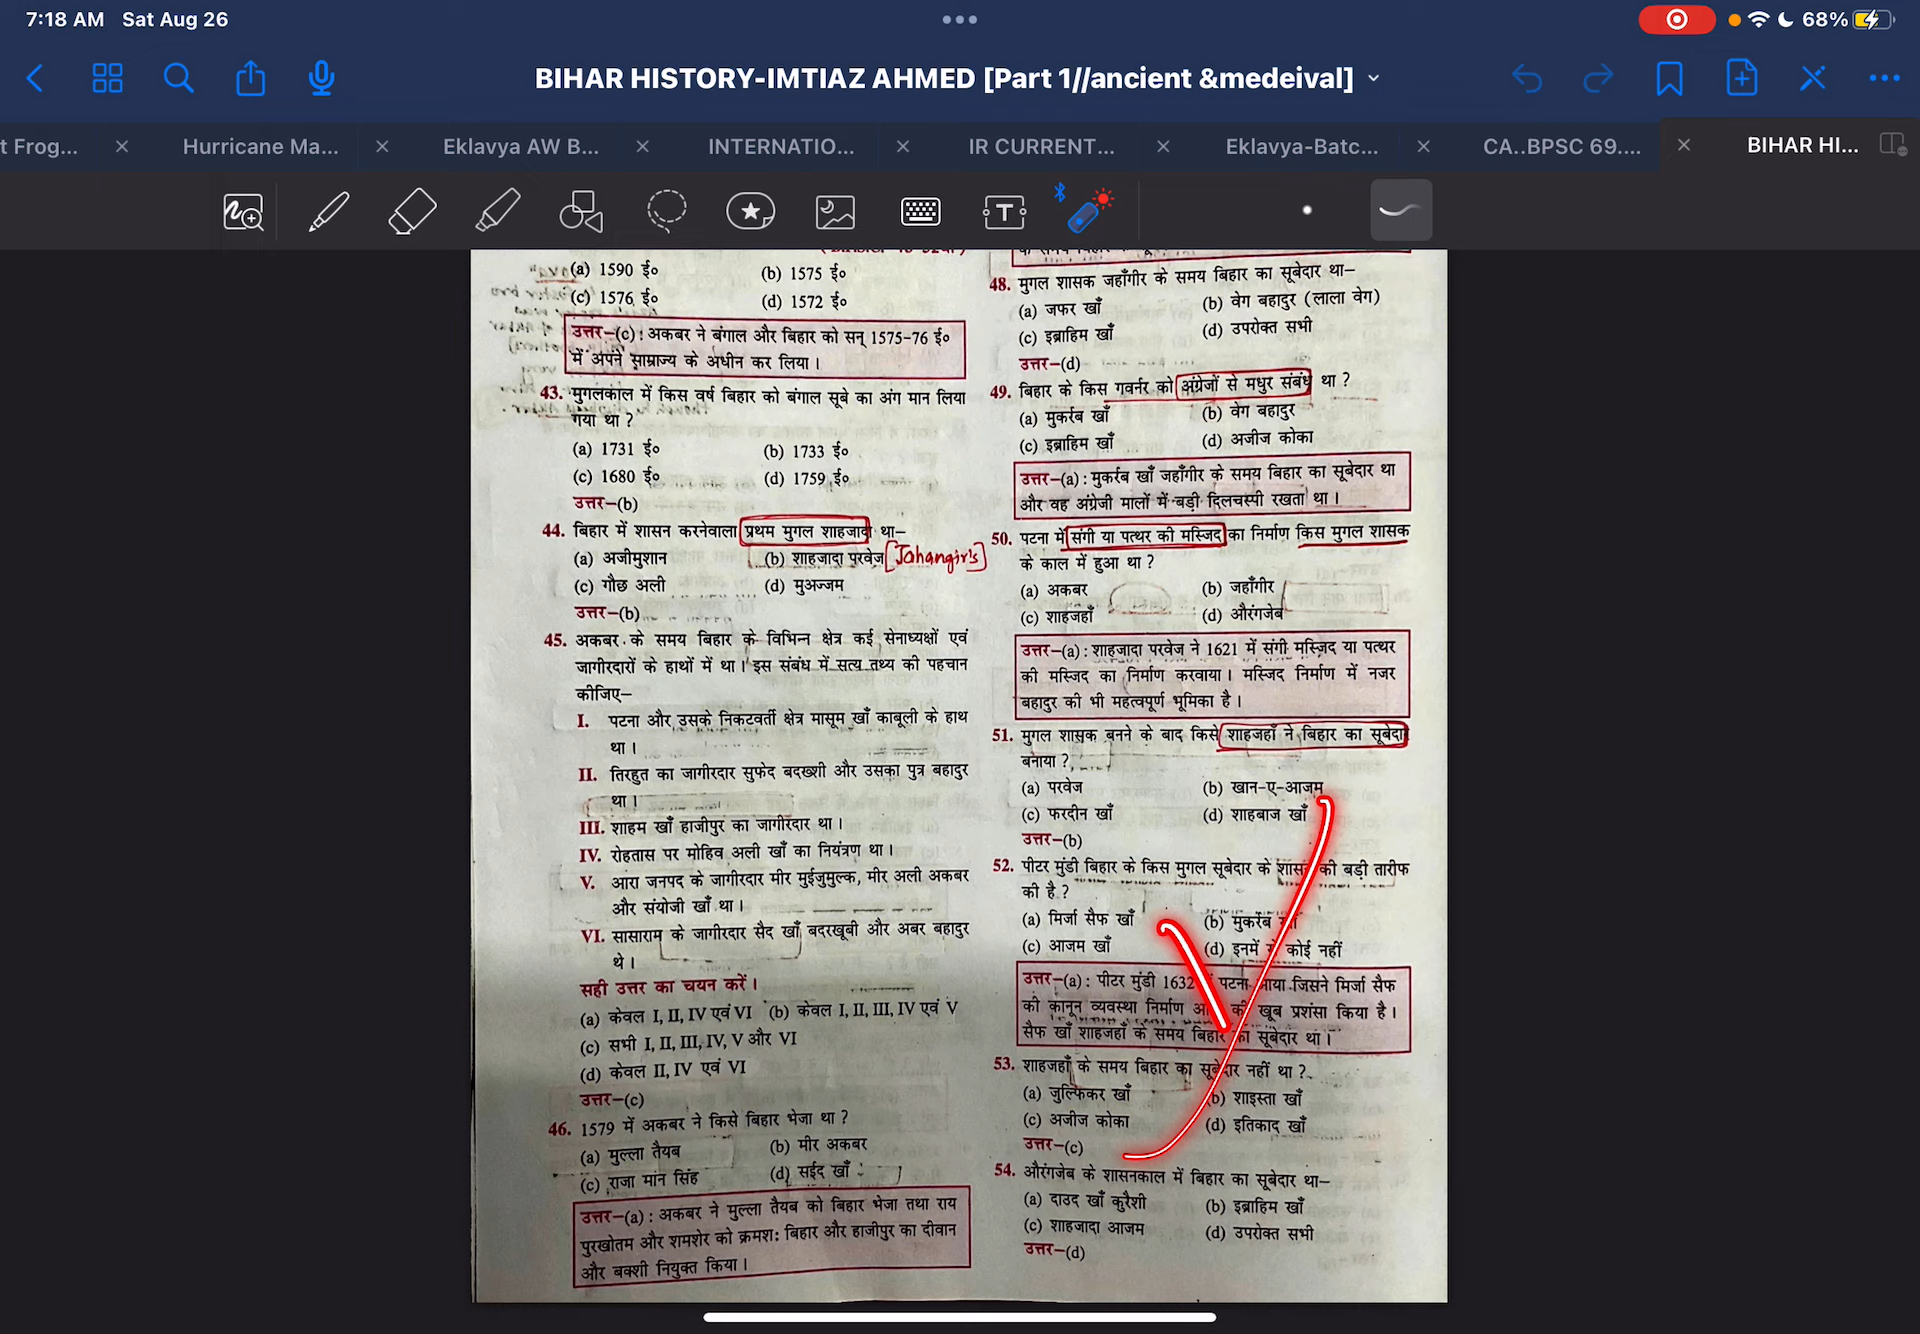 7:18 AM Sat Aug 26
68%
BIHAR HISTORY-IMTIAZ AHMED [Part 1//ancient &medeival]
t Frog...
Hurricane Ma...
Eklavya AW B...
INTERNATIO...
IR CURRENT...
Eklavya-Batc...
CA..BPSC 69....
BIHAR HI...
(a) 1590 ई०
(b) 1575 ई०
(c) 1576 ई०
(d) 1572 ई०
उत्तर–(c) : अकबर ने बंगाल और बिहार को सन् 1575-76 ई०
में अपने साम्राज्य के अधीन कर लिया।
43. मुगलकाल में किस वर्ष बिहार को बंगाल सूबे का अंग मान लिया
गया था ?
(a) 1731 ई०
(b) 1733 ई०
(c) 1680 ई०
(d) 1759 ई०
उत्तर–(b)
44. बिहार में शासन करनेवाला प्रथम मुगल शाहजादा था–
(a) अजीमुशान
(b) शाहजादा परवेज [Jahangir's]
(c) गौछ अली
(d) मुअज्जम
उत्तर–(b)
45. अकबर के समय बिहार के विभिन्न क्षेत्र कई सेनाध्यक्षों एवं
जागीरदारों के हाथों में था। इस संबंध में सत्य तथ्य की पहचान
कीजिए–
I. पटना और उसके निकटवर्ती क्षेत्र मासूम खाँ काबूली के हाथ
था।
II. तिरहुत का जागीरदार सुफेद बदख्शी और उसका पुत्र बहादुर
था।
III. शाहम खाँ हाजीपुर का जागीरदार था।
IV. रोहतास पर मोहिव अली खाँ का नियंत्रण था।
V. आरा जनपद के जागीरदार मीर मुईजुमुल्क, मीर अली अकबर
और संयोजी खाँ था।
VI. सासाराम के जागीरदार सैद खाँ बदरखूबी और अबर बहादुर
थे।
सही उत्तर का चयन करें।
(a) केवल I, II, IV एवं VI (b) केवल I, II, III, IV एवं V
(c) सभी I, II, III, IV, V और VI
(d) केवल II, IV एवं VI
उत्तर–(c)
46. 1579 में अकबर ने किसे बिहार भेजा था ?
(a) मुल्ला तैयब
(b) मीर अकबर
(c) राजा मान सिंह
(d) सईद खाँ
उत्तर–(a) : अकबर ने मुल्ला तैयब को बिहार भेजा तथा राय
पुरखोतम और शमशेर को क्रमश: बिहार और हाजीपुर का दीवान
और बक्शी नियुक्त किया।
48. मुगल शासक जहाँगीर के समय बिहार का सूबेदार था–
(a) जफर खाँ
(b) वेग बहादुर (लाला वेग)
(c) इब्राहिम खाँ
(d) उपरोक्त सभी
उत्तर–(d)
49. बिहार के किस गवर्नर को अंग्रेजों से मधुर संबंध था ?
(a) मुकर्रब खाँ
(b) वेग बहादुर
(c) इब्राहिम खाँ
(d) अजीज कोका
उत्तर–(a) : मुकर्रब खाँ जहाँगीर के समय बिहार का सूबेदार था
और वह अंग्रेजी मालों में बड़ी दिलचस्पी रखता था।
50. पटना में संगी या पत्थर की मस्जिद का निर्माण किस मुगल शासक
के काल में हुआ था ?
(a) अकबर
(b) जहाँगीर
(c) शाहजहाँ
(d) औरंगजेब
उत्तर–(a) : शाहजादा परवेज ने 1621 में संगी मस्जिद या पत्थर
की मस्जिद का निर्माण करवाया। मस्जिद निर्माण में नजर
बहादुर की भी महत्वपूर्ण भूमिका है।
51. मुगल शासक बनने के बाद किसे शाहजहाँ ने बिहार का सूबेदार
बनाया ?
(a) परवेज
(b) खान-ए-आजम
(c) फरदीन खाँ
(d) शाहबाज खाँ
उत्तर–(b)
52. पीटर मुंडी बिहार के किस मुगल सूबेदार के शासन की बड़ी तारीफ
की है ?
(a) मिर्जा सैफ खाँ
(b) मुकर्रब
(c) आजम खाँ
(d) इनमें से कोई नहीं
उत्तर–(a) : पीटर मुंडी 1632 में पटना आया जिसने मिर्जा सैफ
की कानून व्यवस्था निर्माण की खूब प्रशंसा किया है।
सैफ खाँ शाहजहाँ के समय बिहार का सूबेदार था।
53. शाहजहाँ के समय बिहार का सूबेदार नहीं था ?
(a) जुल्फिकर खाँ
(b) शाइस्ता खाँ
(c) अजीज कोका
(d) इतिकाद खाँ
उत्तर–(c)
54. औरंगजेब के शासनकाल में बिहार का सूबेदार था–
(a) दाउद खाँ कुरैशी
(b) इब्राहिम खाँ
(c) शाहजादा आजम
(d) उपरोक्त सभी
उत्तर–(d)